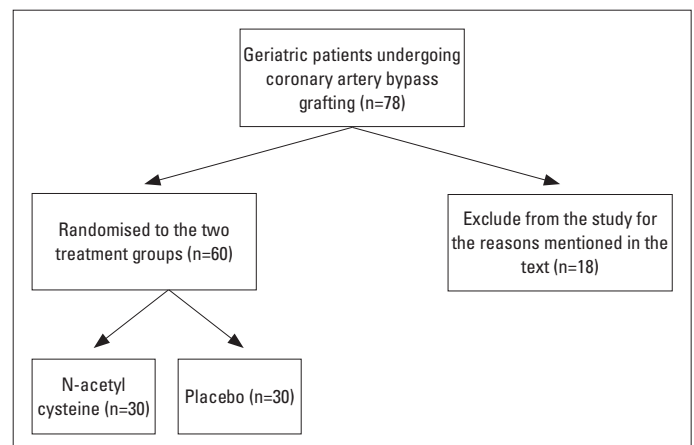 Geriatric patients undergoing
coronary artery bypass
grafting (n=78)
Randomised to the two
treatment groups (n=60)
Exclude from the study for
the reasons mentioned in the
text (n=18)
N-acetyl
cysteine (n=30)
Placebo (n=30)